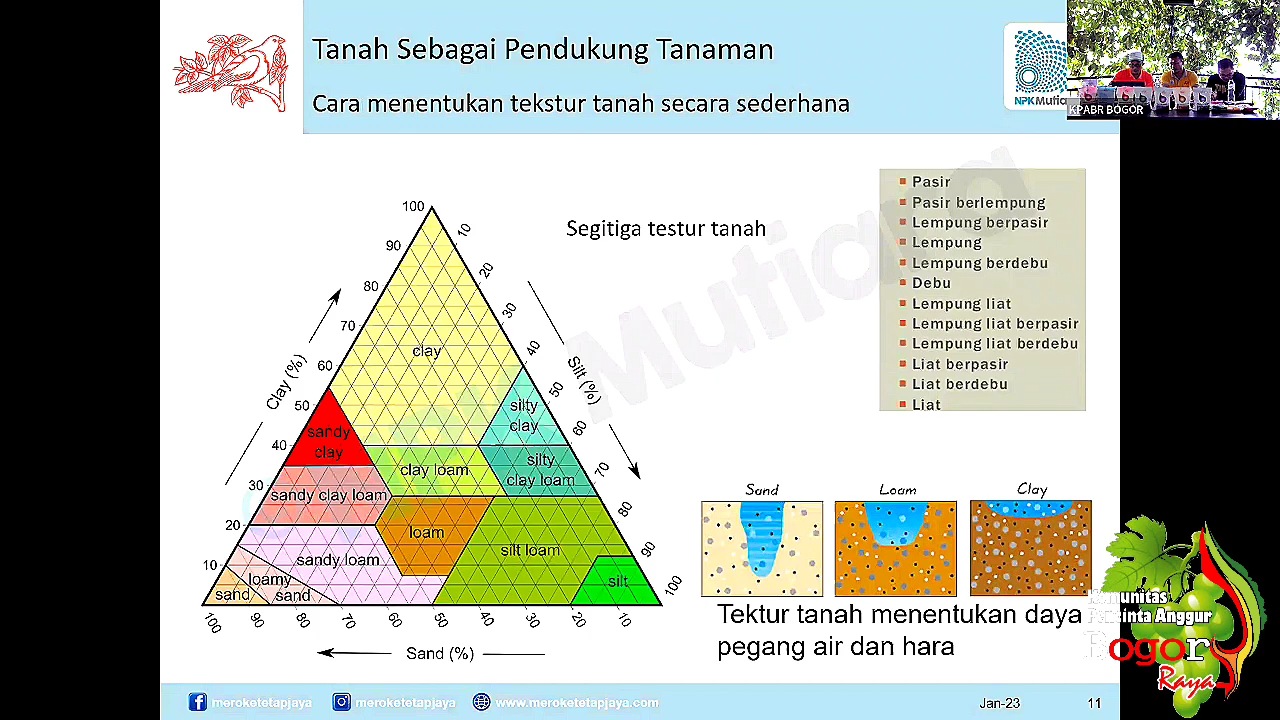 Tanah Sebagai Pendukung Tanaman
Cara menentukan tekstur tanah secara sederhana
NPK Mutia
KPABR BOGOR
Segitiga testur tanah
Mutiara
Pasir
Pasir berlempung
Lempung berpasir
Lempung
Lempung berdebu
Debu
Lempung liat
Lempung liat berpasir
Lempung liat berdebu
Liat berpasir
Liat berdebu
Liat
100
90
80
70
60
50
40
30
20
10
Clay (%)
10
20
30
40
50
60
70
80
90
100
Silt (%)
clay
silty
clay
sandy
clay
clay loam
silty
clay loam
sandy clay loam
loam
silt loam
sandy loam
silt
loamy
sand
sand
100
90
80
70
60
50
40
30
20
10
Sand (%)
Sand
Loam
Clay
Tektur tanah menentukan daya
pegang air dan hara
Komunitas
Pencinta Anggur
Bogor
Raya
meroketetapjaya
meroketetapjaya
www.meroketetapjaya.com
Jan-23
11